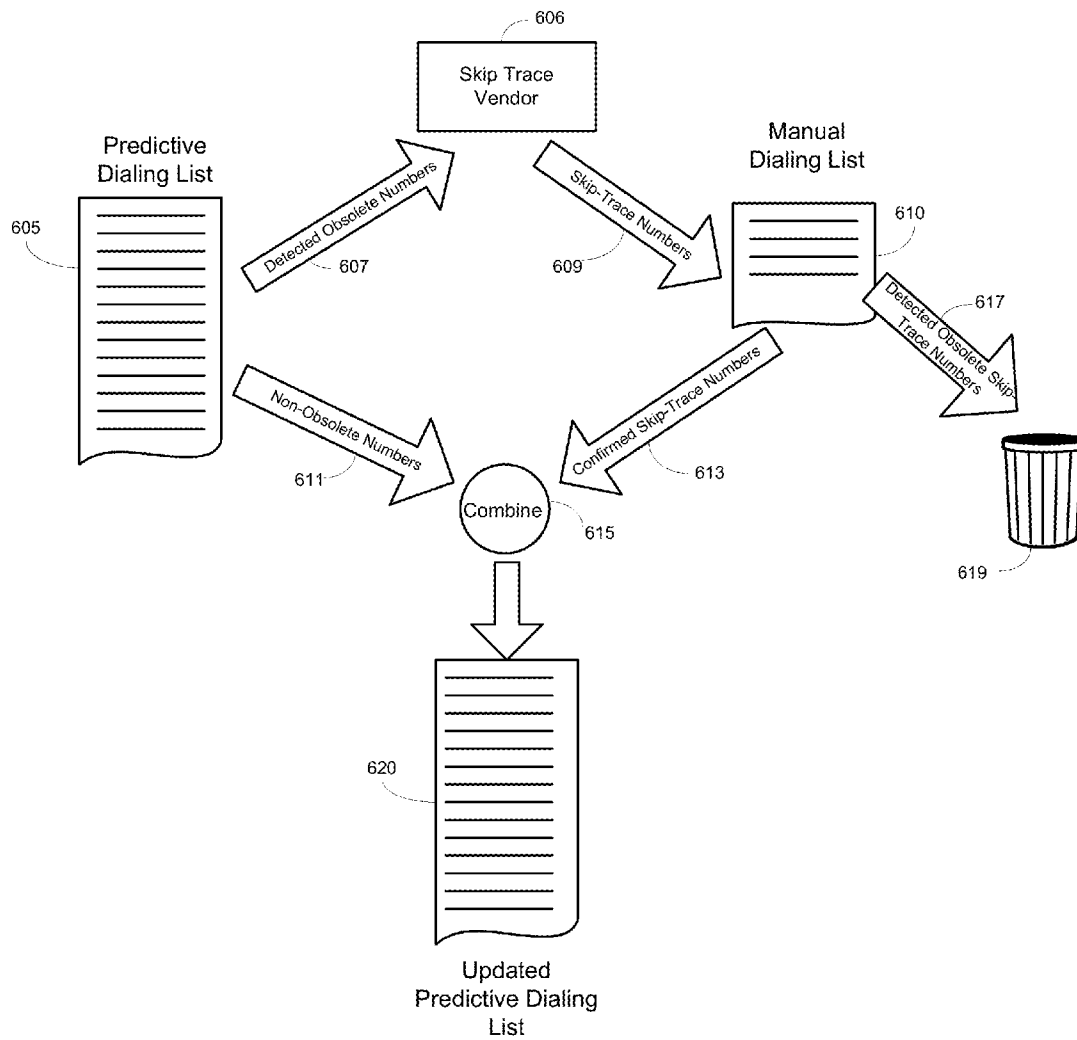 606
Skip Trace
Vendor
Predictive
Dialing List
Manual
Dialing List
605
Detected Obsolete Numbers
607
Skip-Trace Numbers
609
610
Detected Obsolete Skip-
Trace Numbers
617
Non-Obsolete Numbers
611
Confirmed Skip-Trace Numbers
613
Combine
615
619
620
Updated
Predictive Dialing
List